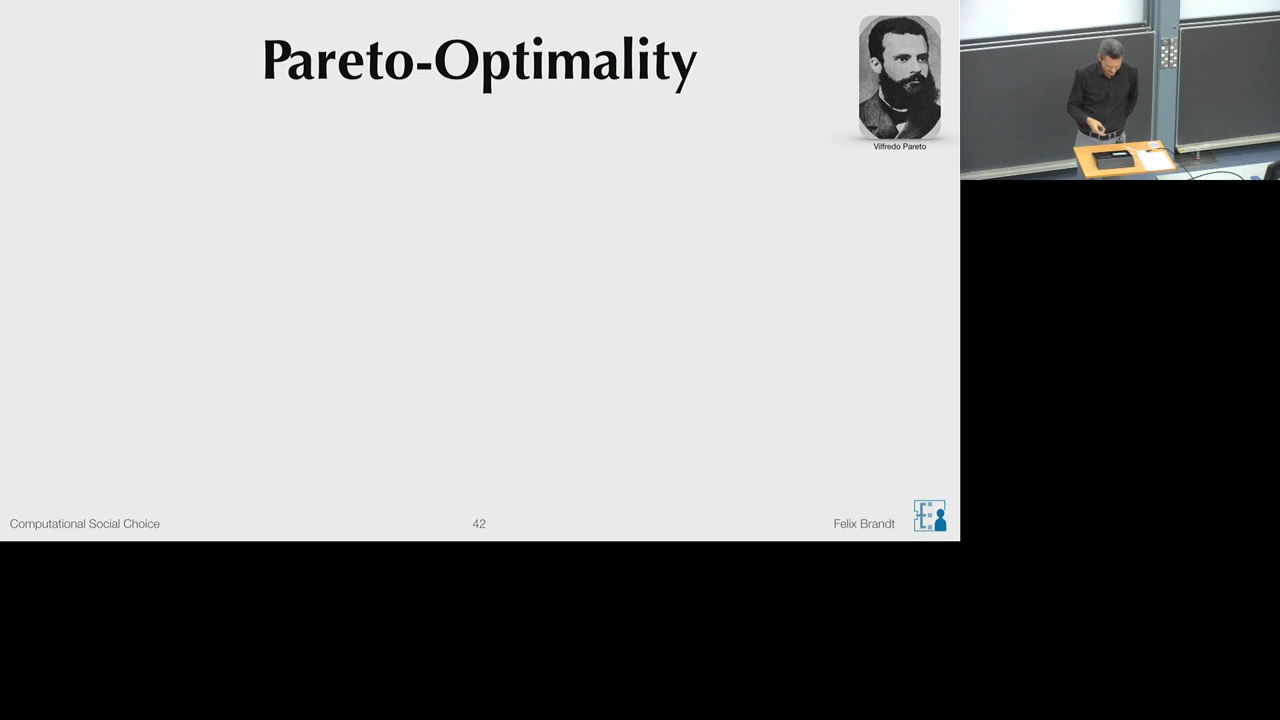 Pareto-Optimality
Vilfredo Pareto
Computational Social Choice
42
Felix Brandt